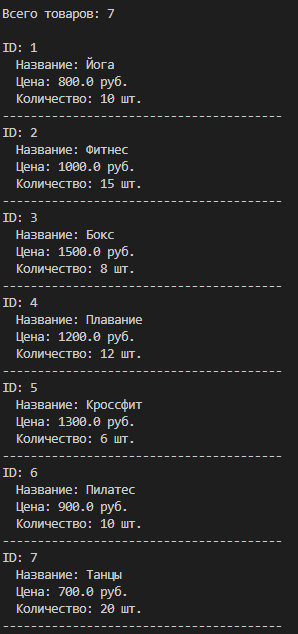 Всего товаров: 7
ID: 1
Название: Йога
Цена: 800.0 руб.
Количество: 10 шт.
----------------------------------------
ID: 2
Название: Фитнес
Цена: 1000.0 руб.
Количество: 15 шт.
----------------------------------------
ID: 3
Название: Бокс
Цена: 1500.0 руб.
Количество: 8 шт.
----------------------------------------
ID: 4
Название: Плавание
Цена: 1200.0 руб.
Количество: 12 шт.
----------------------------------------
ID: 5
Название: Кроссфит
Цена: 1300.0 руб.
Количество: 6 шт.
----------------------------------------
ID: 6
Название: Пилатес
Цена: 900.0 руб.
Количество: 10 шт.
----------------------------------------
ID: 7
Название: Танцы
Цена: 700.0 руб.
Количество: 20 шт.
----------------------------------------